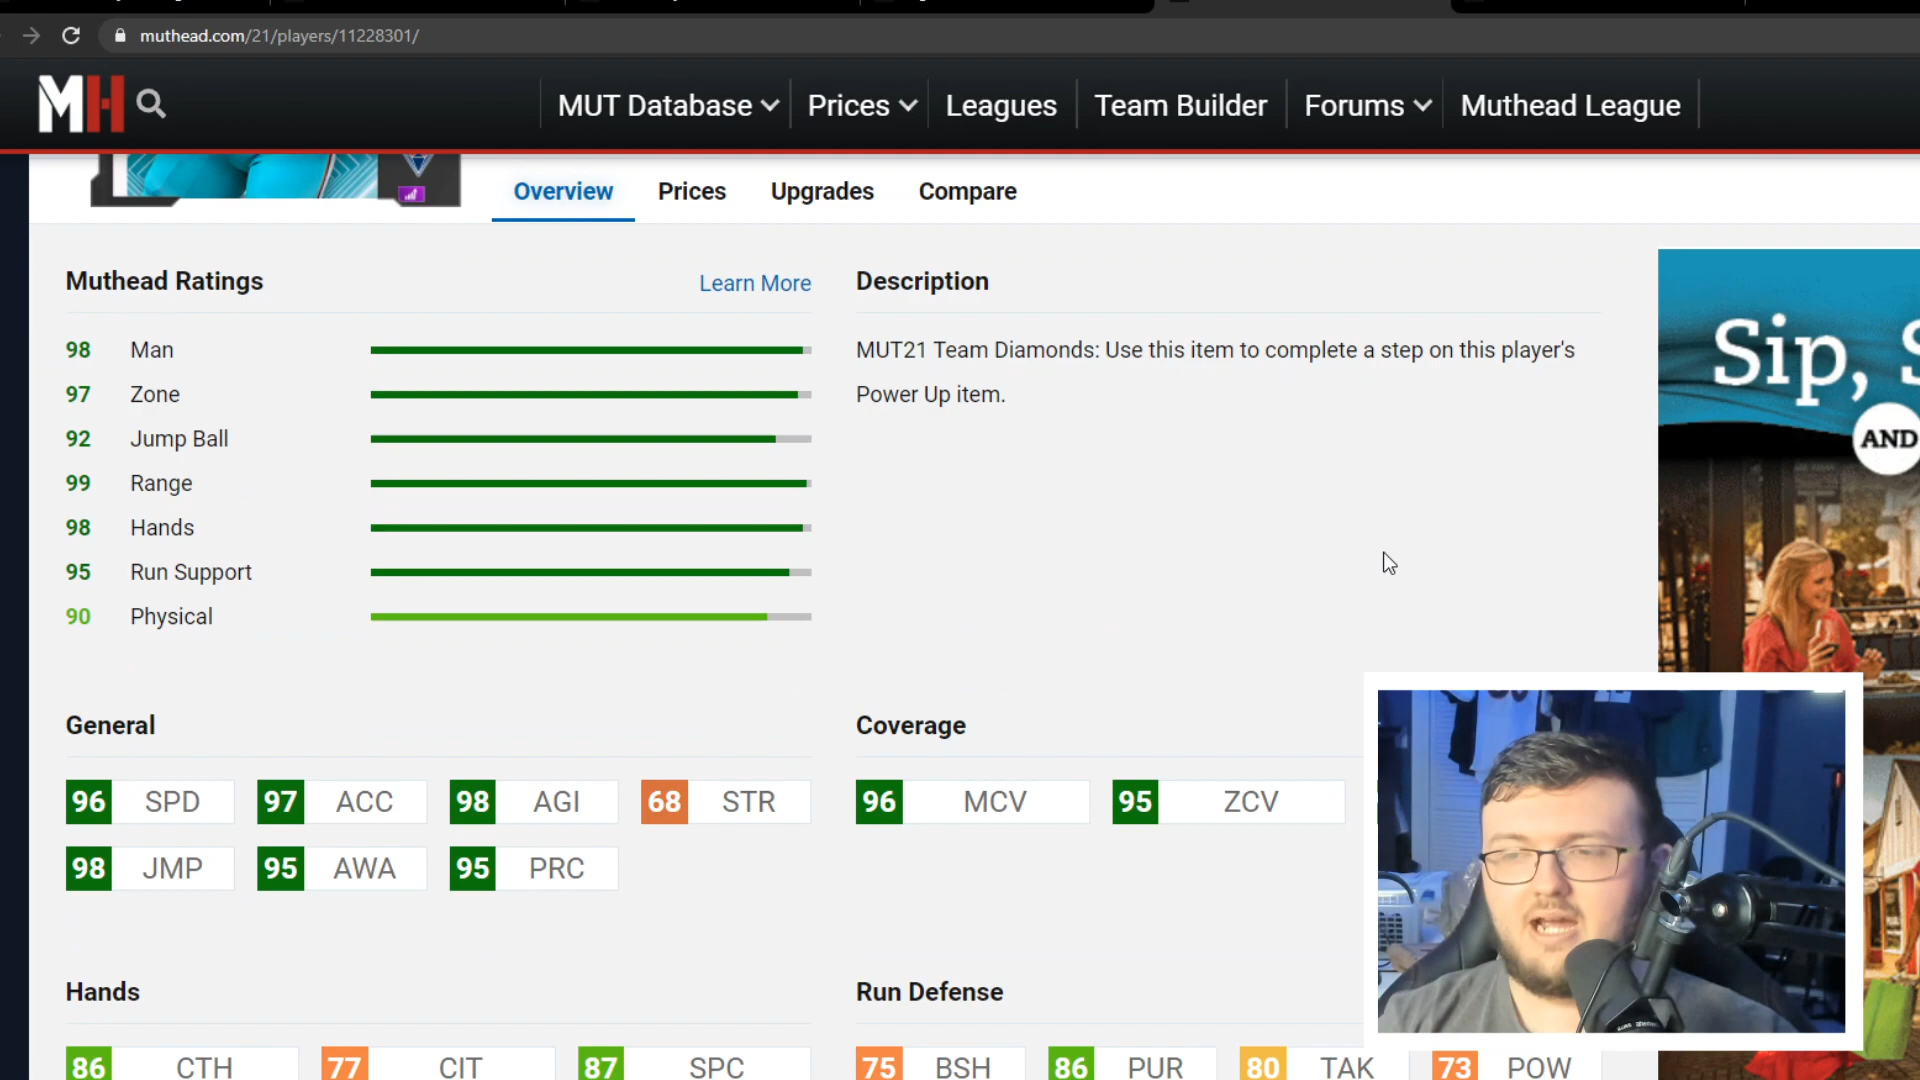 muthead.com/21/players/11228301/
MH
MUT Database
Prices
Leagues
Team Builder
Forums
Muthead League
Overview
Prices
Upgrades
Compare
Muthead Ratings
Learn More
98 Man
97 Zone
92 Jump Ball
99 Range
98 Hands
95 Run Support
90 Physical
Description
MUT21 Team Diamonds: Use this item to complete a step on this player's
Power Up item.
Sip,
AND
General
96 SPD
97 ACC
98 AGI
68 STR
98 JMP
95 AWA
95 PRC
Coverage
96 MCV
95 ZCV
Hands
86 CTH
77 CIT
87 SPC
Run Defense
75 BSH
86 PUR
80 TAK
73 POW